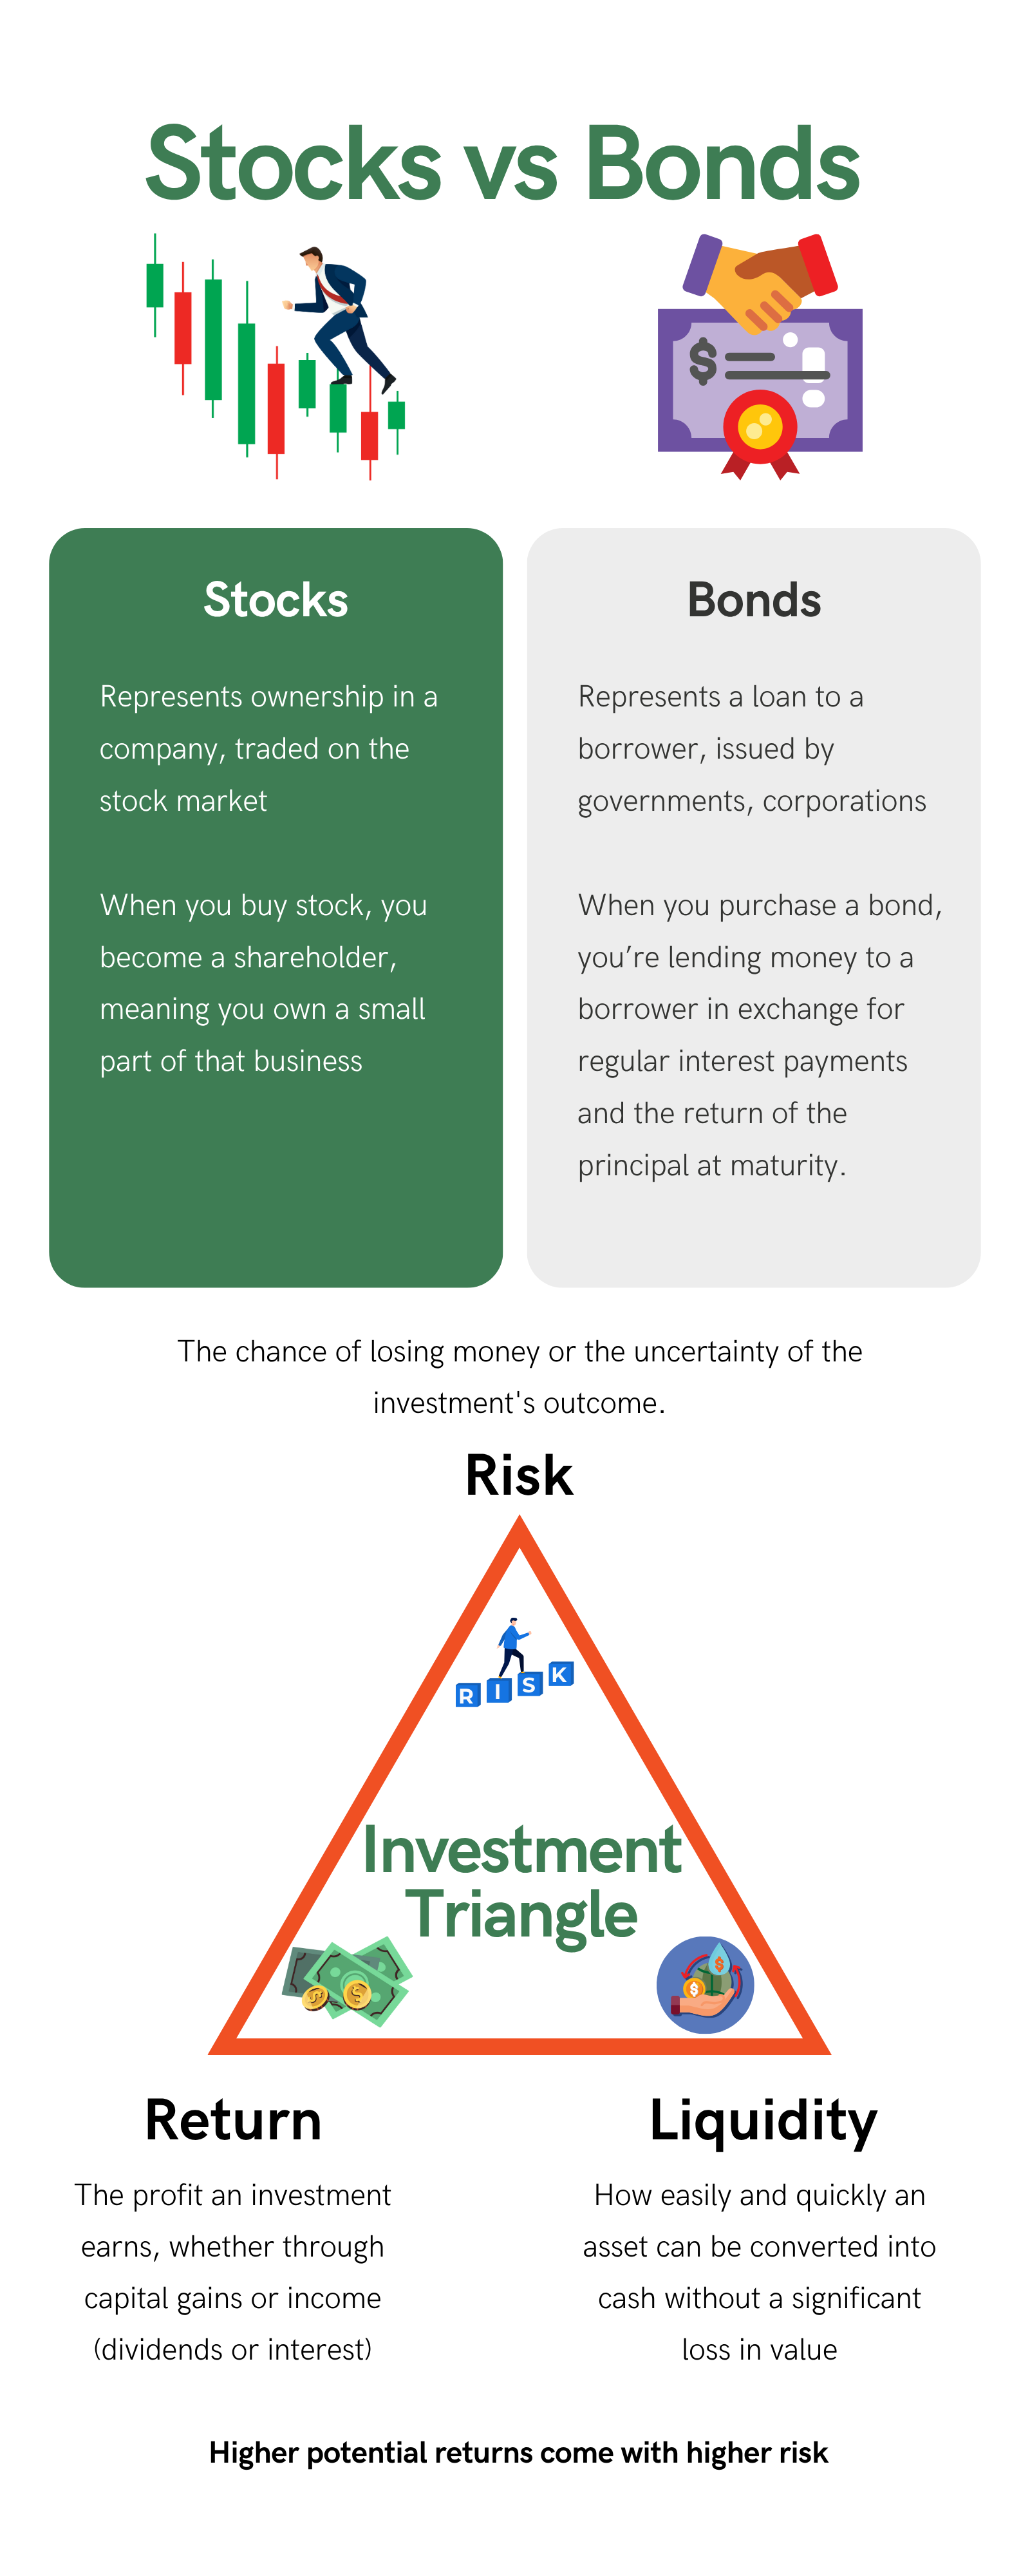 Stocks vs Bonds
$
Stocks
Represents ownership in a
company, traded on the
stock market
When you buy stock, you
become a shareholder,
meaning you own a small
part of that business
Bonds
Represents a loan to a
borrower, issued by
governments, corporations
When you purchase a bond,
you’re lending money to a
borrower in exchange for
regular interest payments
and the return of the
principal at maturity.
The chance of losing money or the uncertainty of the
investment's outcome.
Risk
R I S K
Investment
Triangle
$ $
$ $
Return
The profit an investment
earns, whether through
capital gains or income
(dividends or interest)
Liquidity
How easily and quickly an
asset can be converted into
cash without a significant
loss in value
Higher potential returns come with higher risk